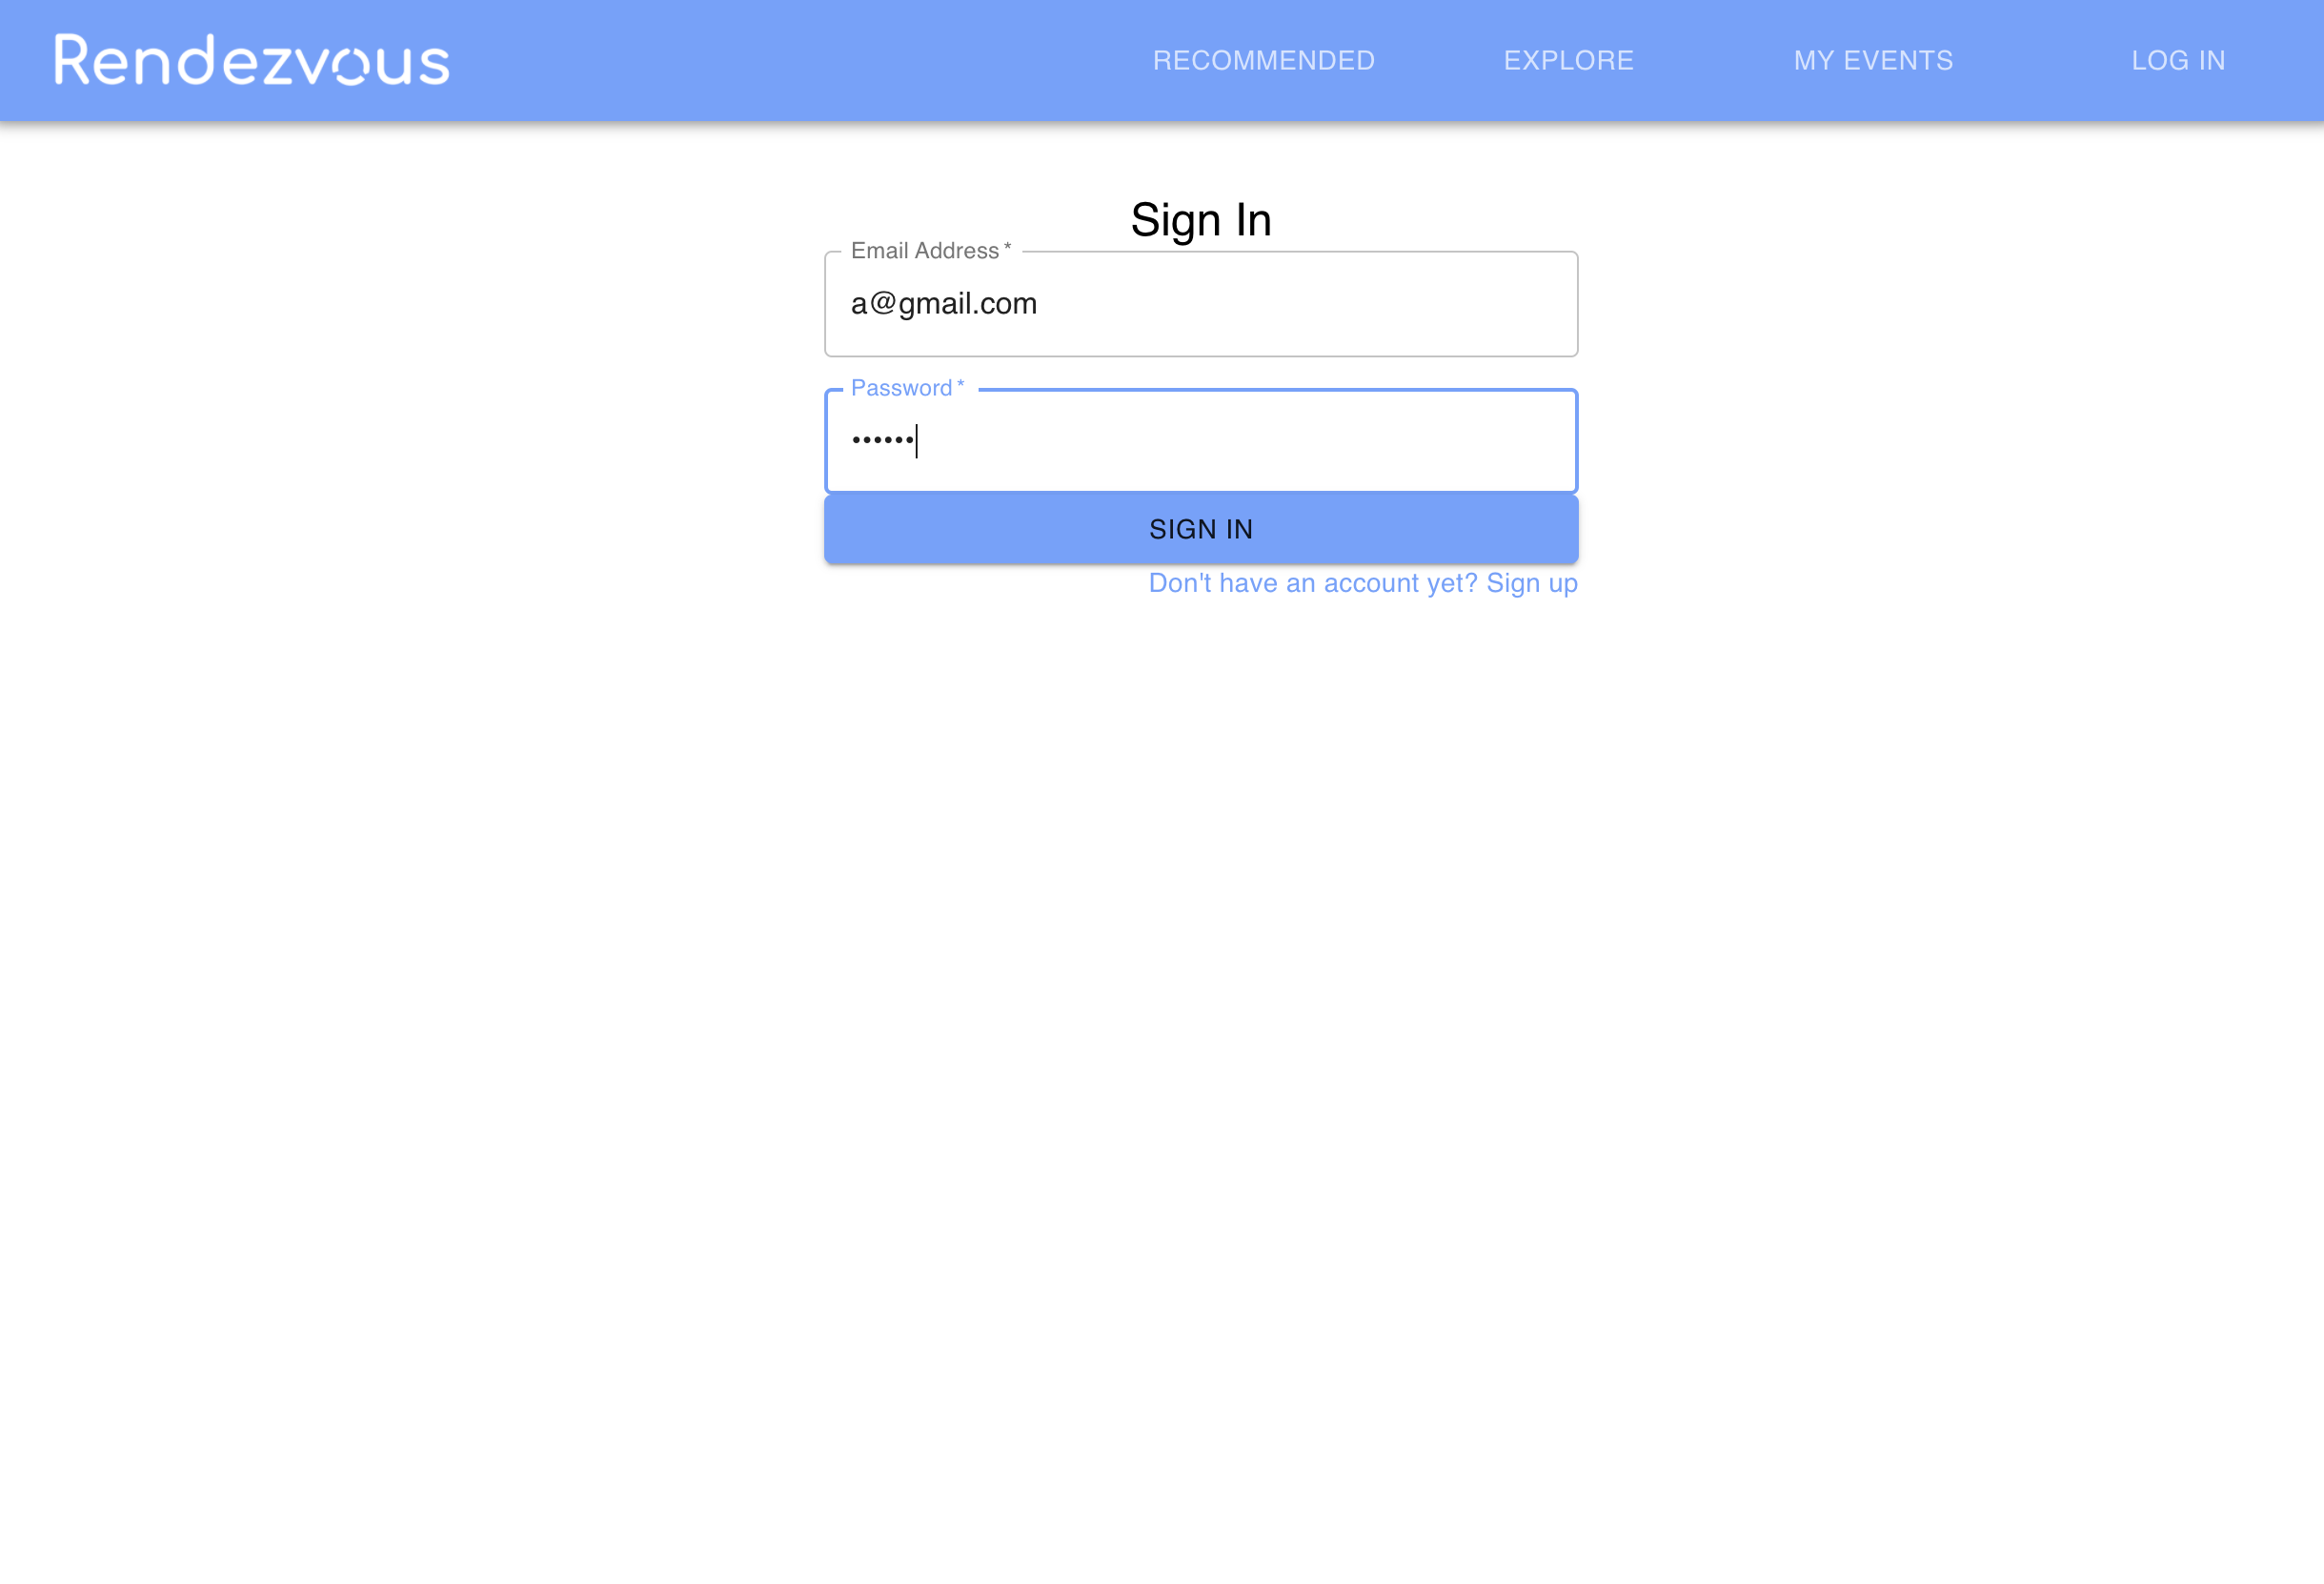 Rendezvous
RECOMMENDED EXPLORE MY EVENTS LOG IN
Sign In
Email Address *
a@gmail.com
Password *
••••••
SIGN IN
Don't have an account yet? Sign up